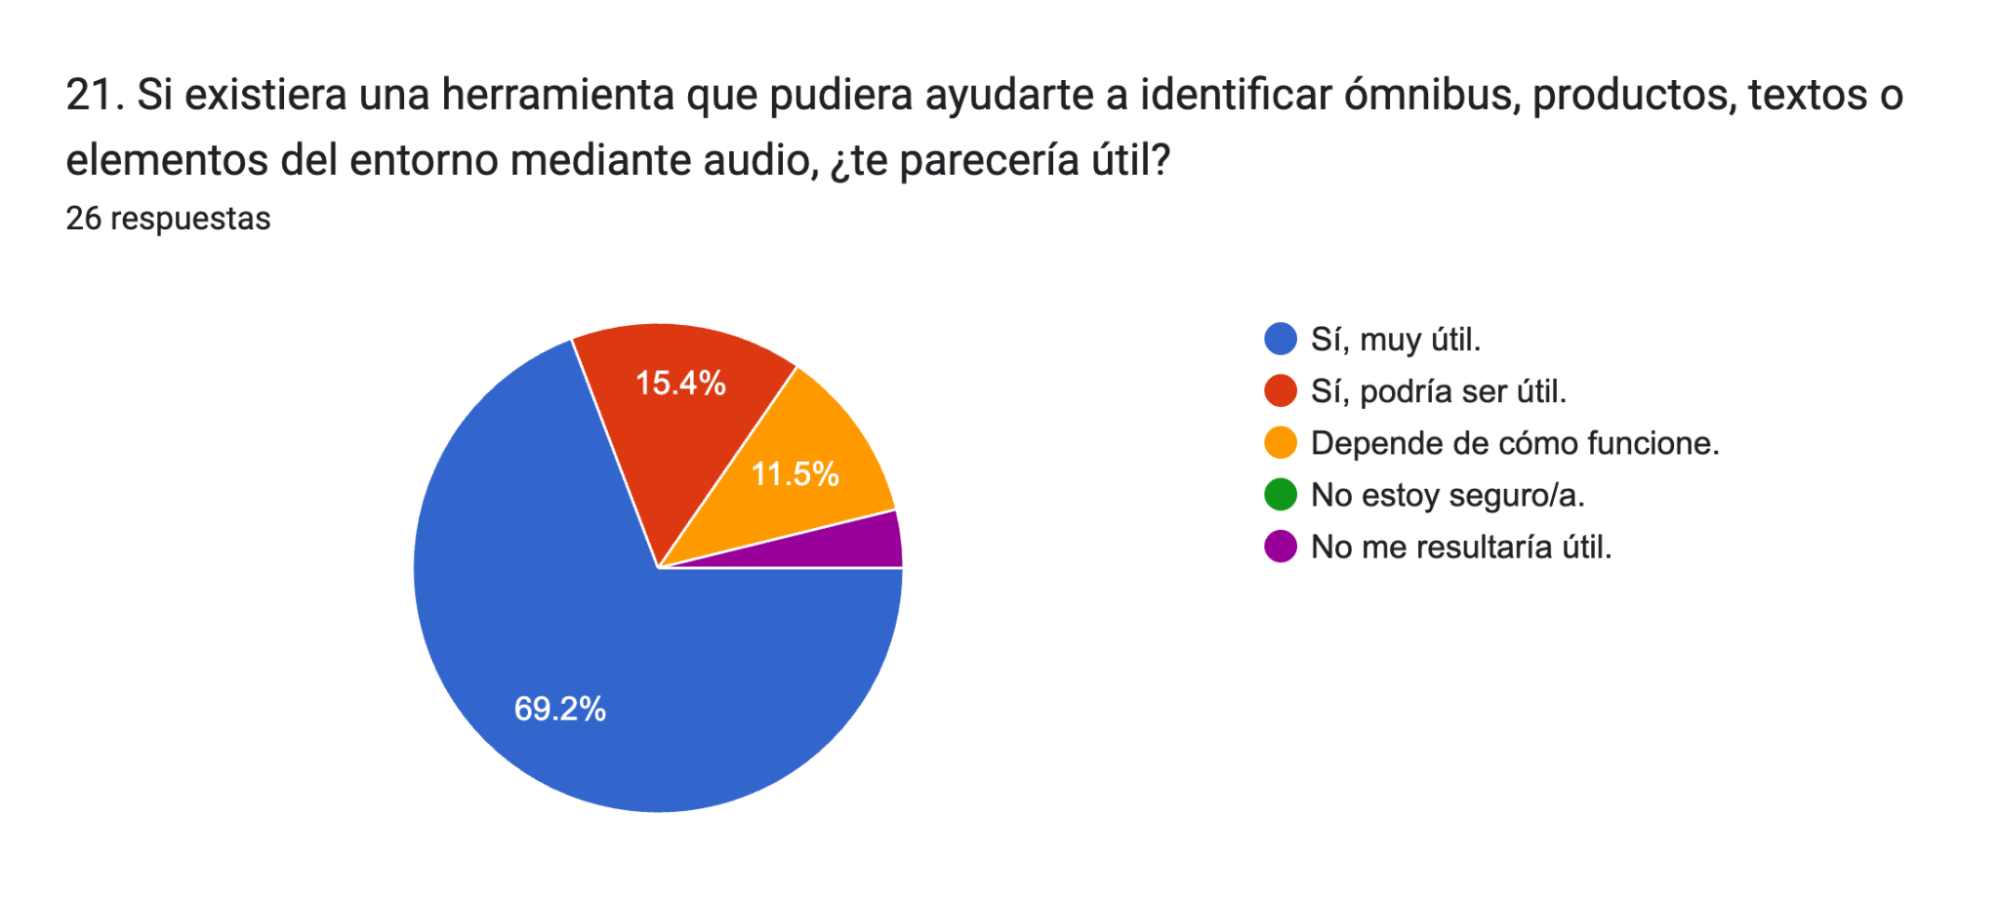 21. Si existiera una herramienta que pudiera ayudarte a identificar ómnibus, productos, textos o
elementos del entorno mediante audio, ¿te parecería útil?
26 respuestas
15.4%
11.5%
69.2%
Sí, muy útil.
Sí, podría ser útil.
Depende de cómo funcione.
No estoy seguro/a.
No me resultaría útil.